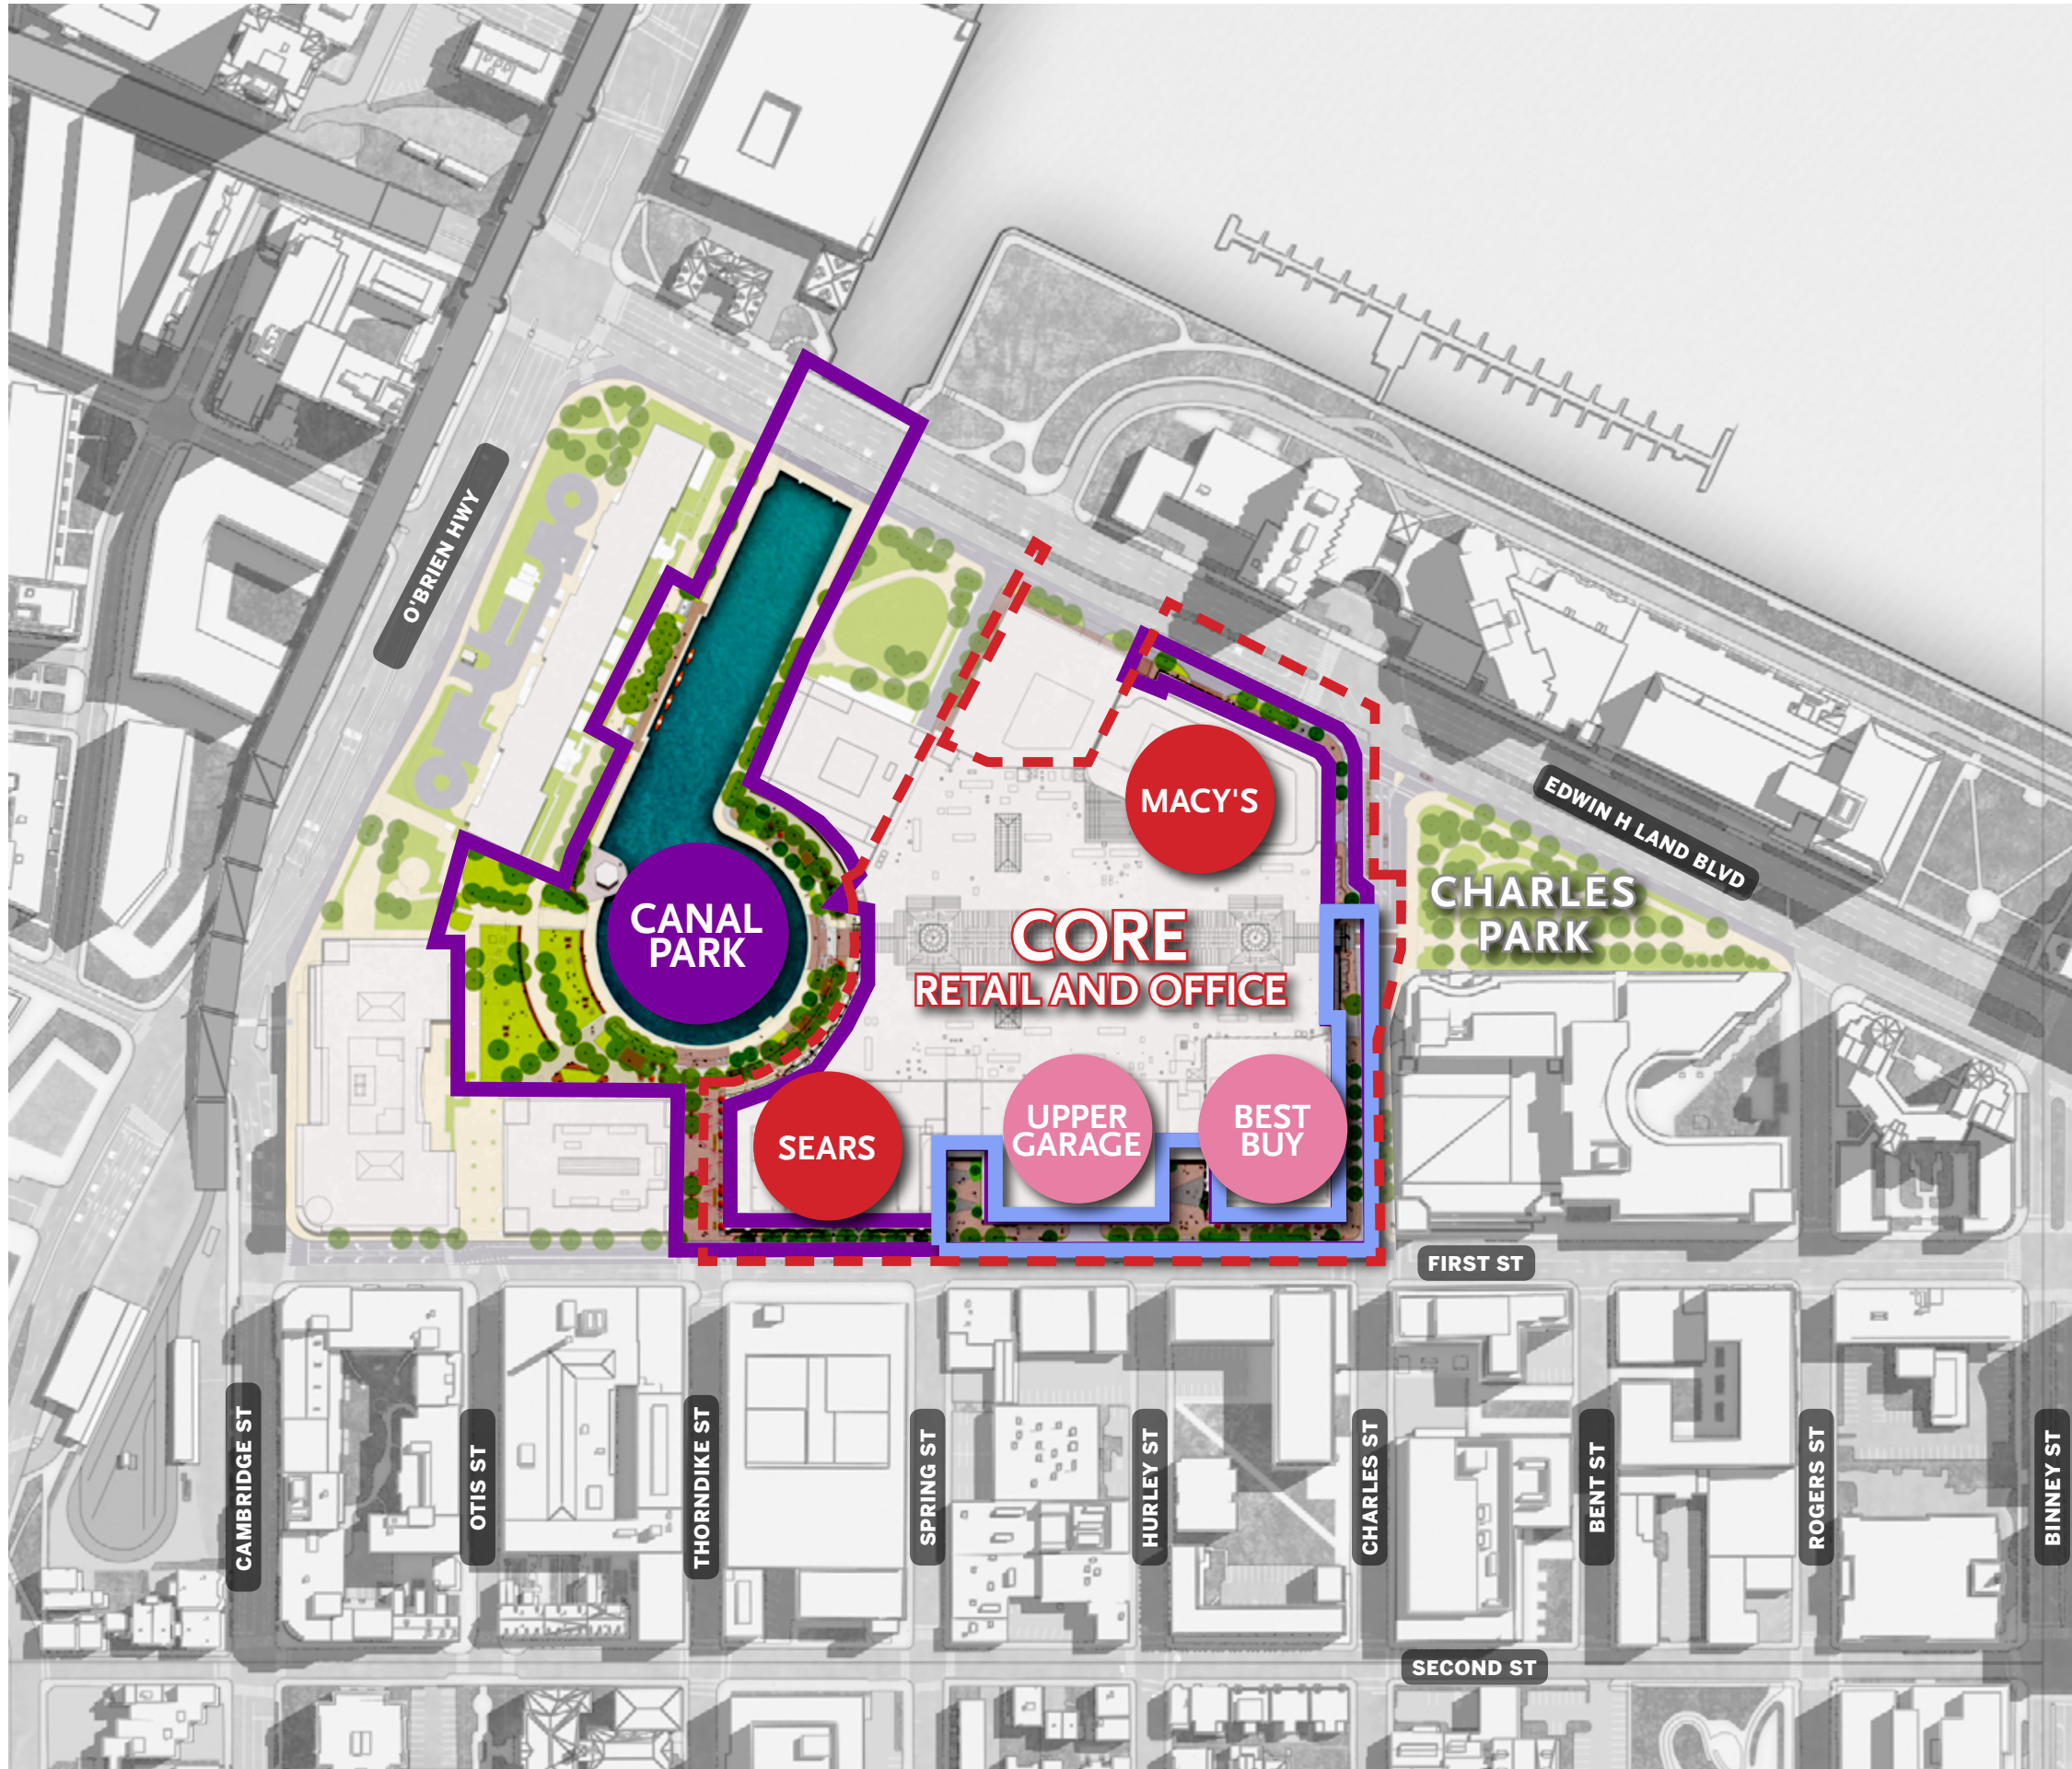 O'BRIEN HWY
MACY'S
EDWIN H LAND BLVD
CHARLES
PARK
CANAL
PARK
CORE
RETAIL AND OFFICE
SEARS
UPPER
GARAGE
BEST
BUY
FIRST ST
CAMBRIDGE ST
OTIS ST
THORNDIKE ST
SPRING ST
HURLEY ST
CHARLES ST
BENT ST
ROGERS ST
BINNEY ST
SECOND ST